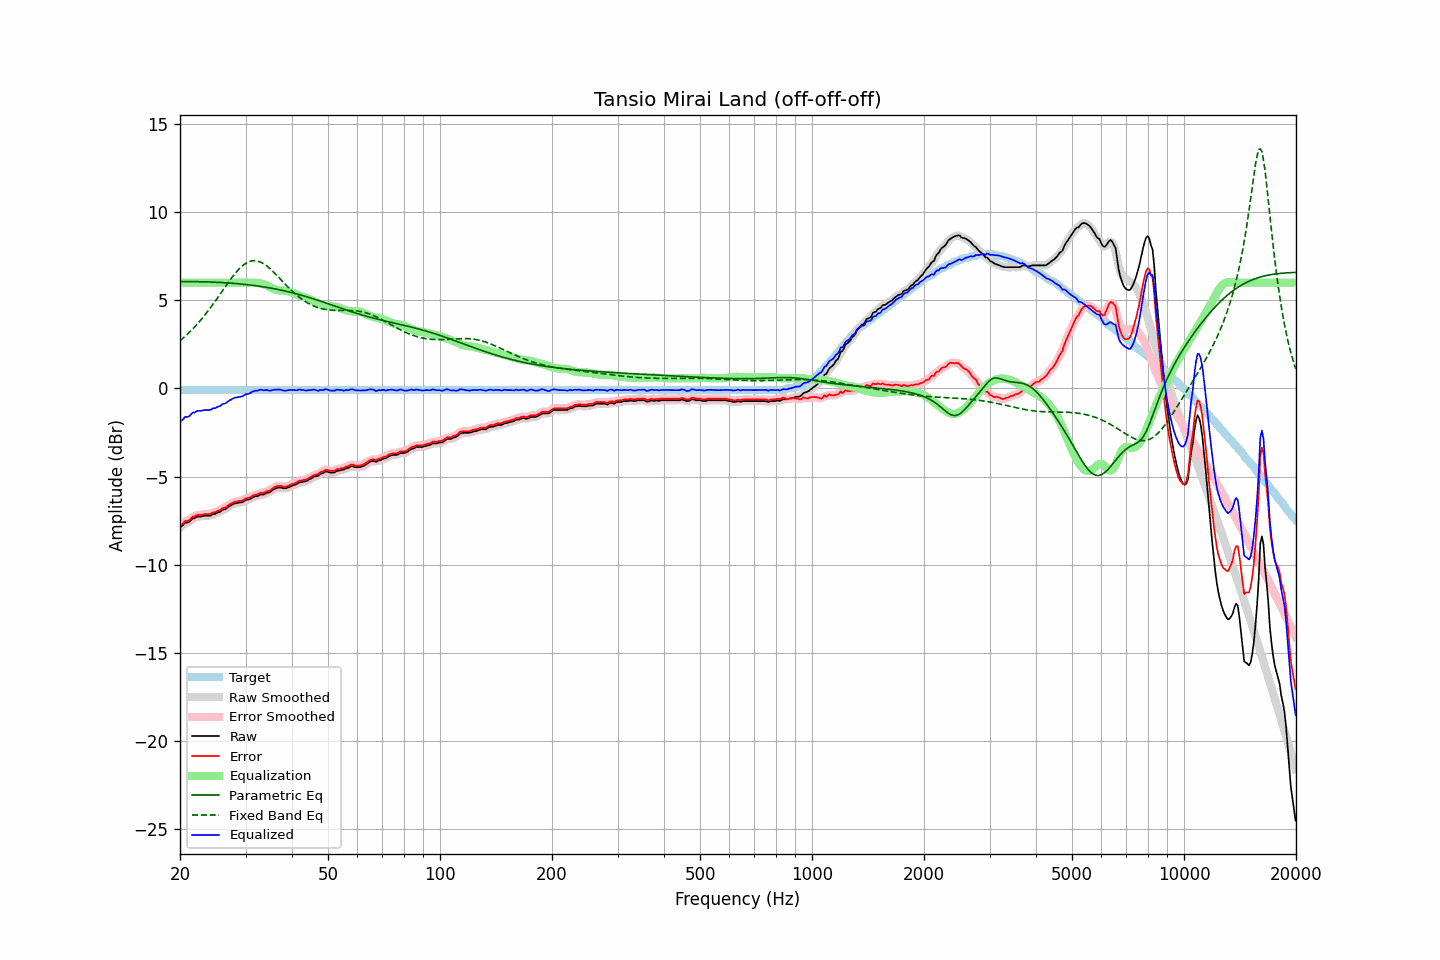 Tansio Mirai Land (off-off-off)
15
10
5
0
−5
−10
−15
−20
−25
Amplitude (dBr)
Target
Raw Smoothed
Error Smoothed
Raw
Error
Equalization
Parametric Eq
Fixed Band Eq
Equalized
20 50 100 200 500 1000 2000 5000 10000 20000
Frequency (Hz)